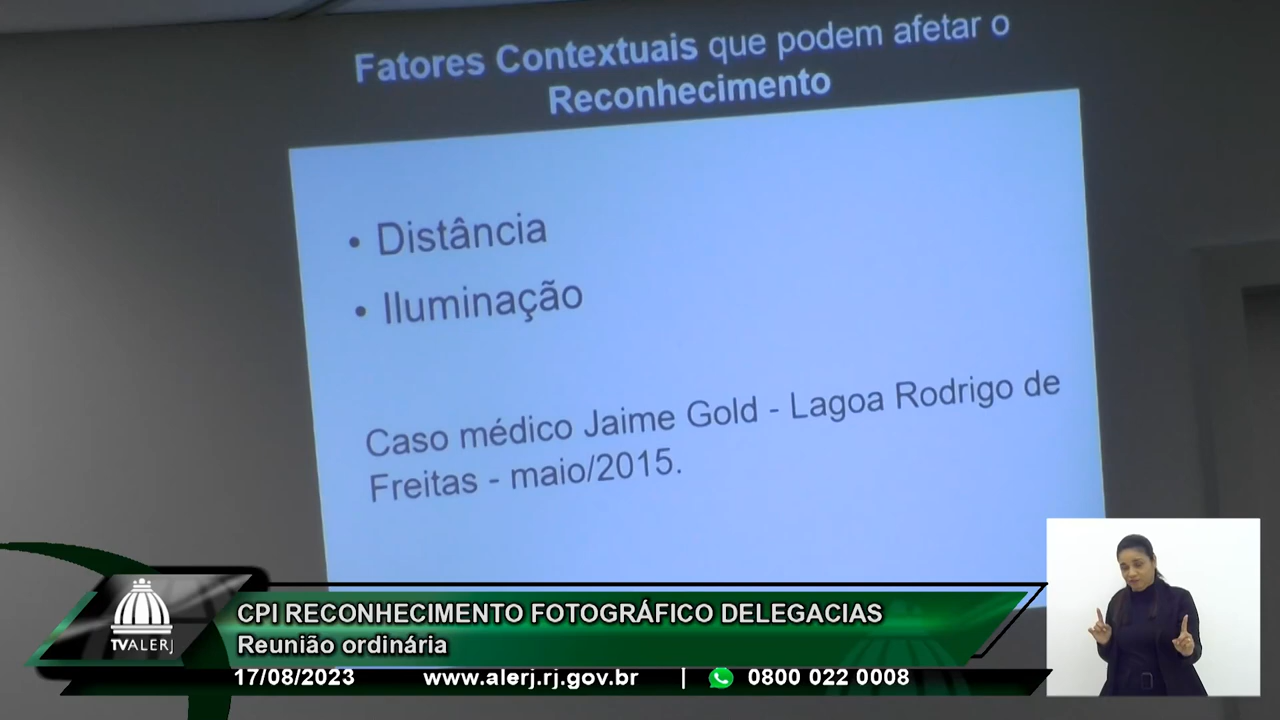 Fatores Contextuais que podem afetar o
Reconhecimento
• Distância
• Iluminação
Caso médico Jaime Gold - Lagoa Rodrigo de
Freitas - maio/2015.
CPI RECONHECIMENTO FOTOGRÁFICO DELEGACIAS
Reunião ordinária
TVALERJ
17/08/2023 www.alerj.rj.gov.br | 0800 022 0008